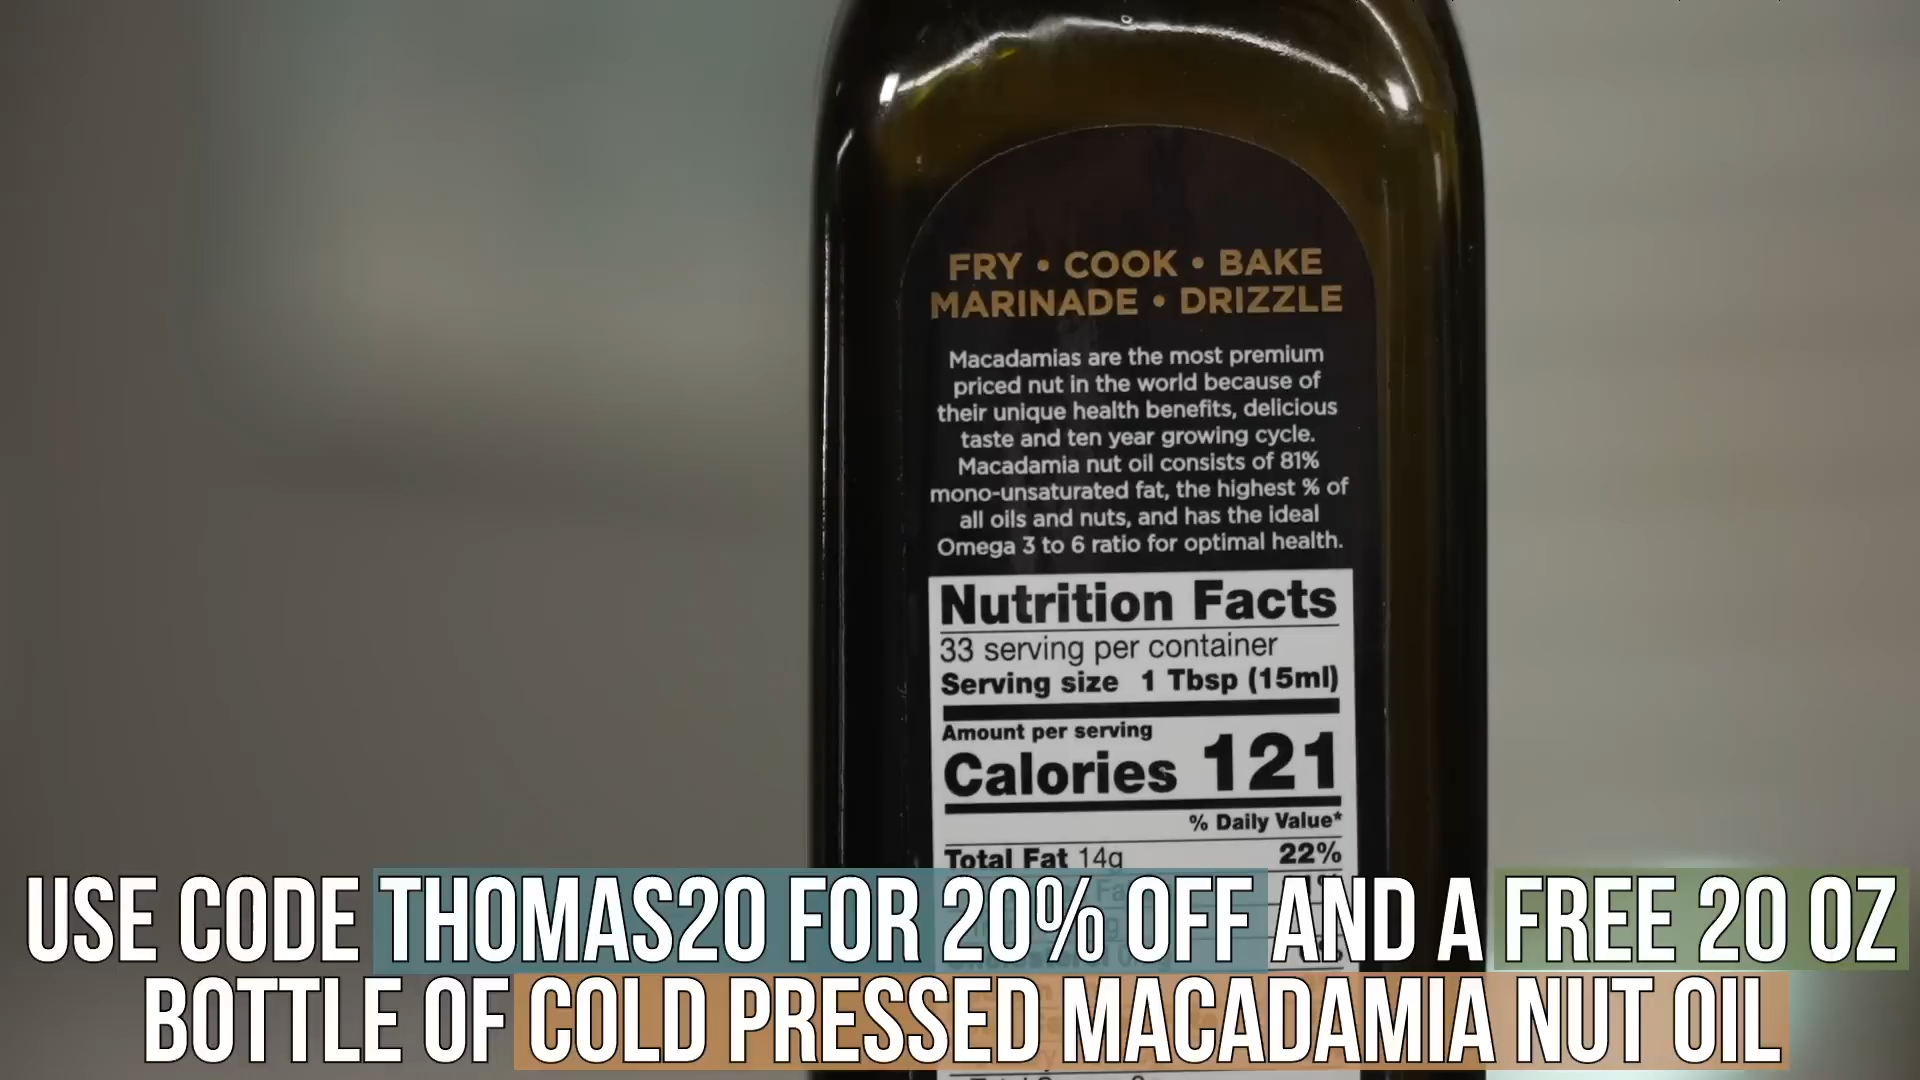 FRY • COOK • BAKE
MARINADE • DRIZZLE
Macadamias are the most premium
priced nut in the world because of
their unique health benefits, delicious
taste and ten year growing cycle.
Macadamia nut oil consists of 81%
mono-unsaturated fat, the highest % of
all oils and nuts, and has the ideal
Omega 3 to 6 ratio for optimal health.
Nutrition Facts
33 serving per container
Serving size 1 Tbsp (15ml)
Amount per serving
Calories 121
% Daily Value*
Total Fat 14g 22%
USE CODE THOMAS20 FOR 20% OFF AND A FREE 20 OZ
BOTTLE OF COLD PRESSED MACADAMIA NUT OIL